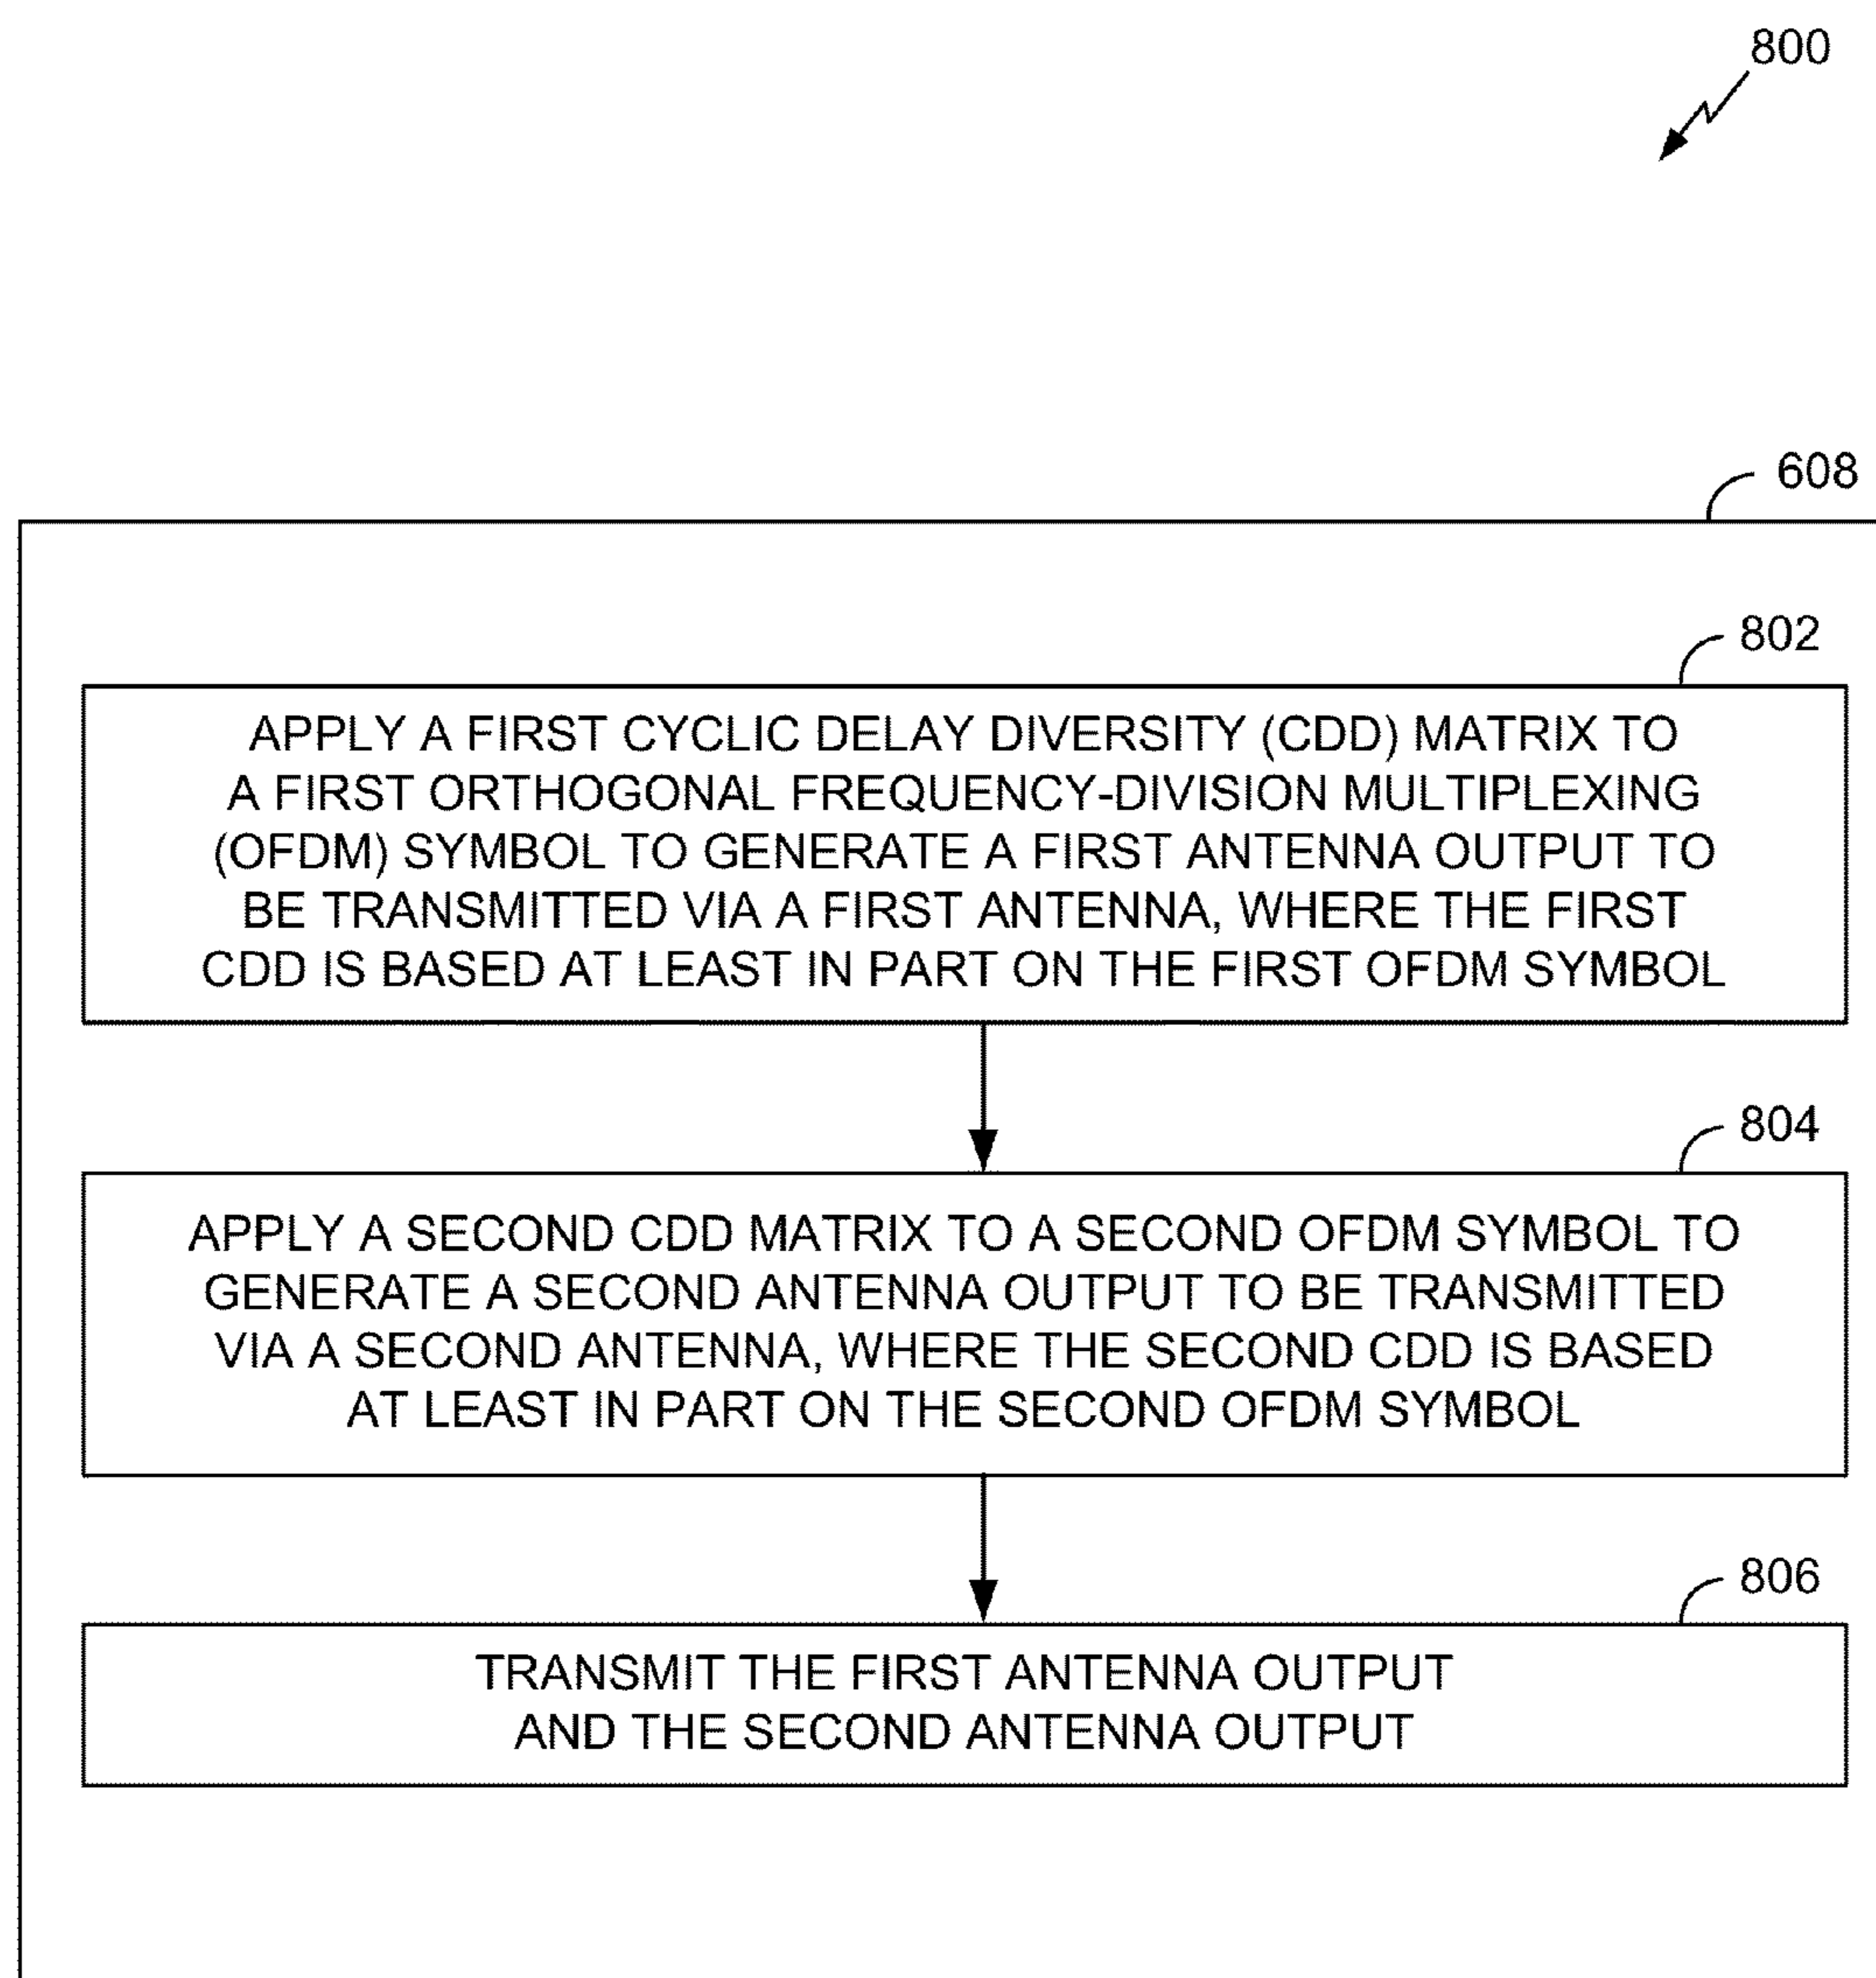 800
608
802
APPLY A FIRST CYCLIC DELAY DIVERSITY (CDD) MATRIX TO
A FIRST ORTHOGONAL FREQUENCY-DIVISION MULTIPLEXING
(OFDM) SYMBOL TO GENERATE A FIRST ANTENNA OUTPUT TO
BE TRANSMITTED VIA A FIRST ANTENNA, WHERE THE FIRST
CDD IS BASED AT LEAST IN PART ON THE FIRST OFDM SYMBOL
804
APPLY A SECOND CDD MATRIX TO A SECOND OFDM SYMBOL TO
GENERATE A SECOND ANTENNA OUTPUT TO BE TRANSMITTED
VIA A SECOND ANTENNA, WHERE THE SECOND CDD IS BASED
AT LEAST IN PART ON THE SECOND OFDM SYMBOL
806
TRANSMIT THE FIRST ANTENNA OUTPUT
AND THE SECOND ANTENNA OUTPUT